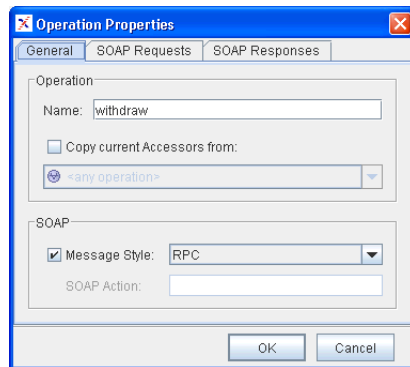 Operation Properties
General SOAP Requests SOAP Responses
Operation
Name: withdraw
Copy current Accessors from:
<any operation>
SOAP
Message Style: RPC
SOAP Action:
OK Cancel